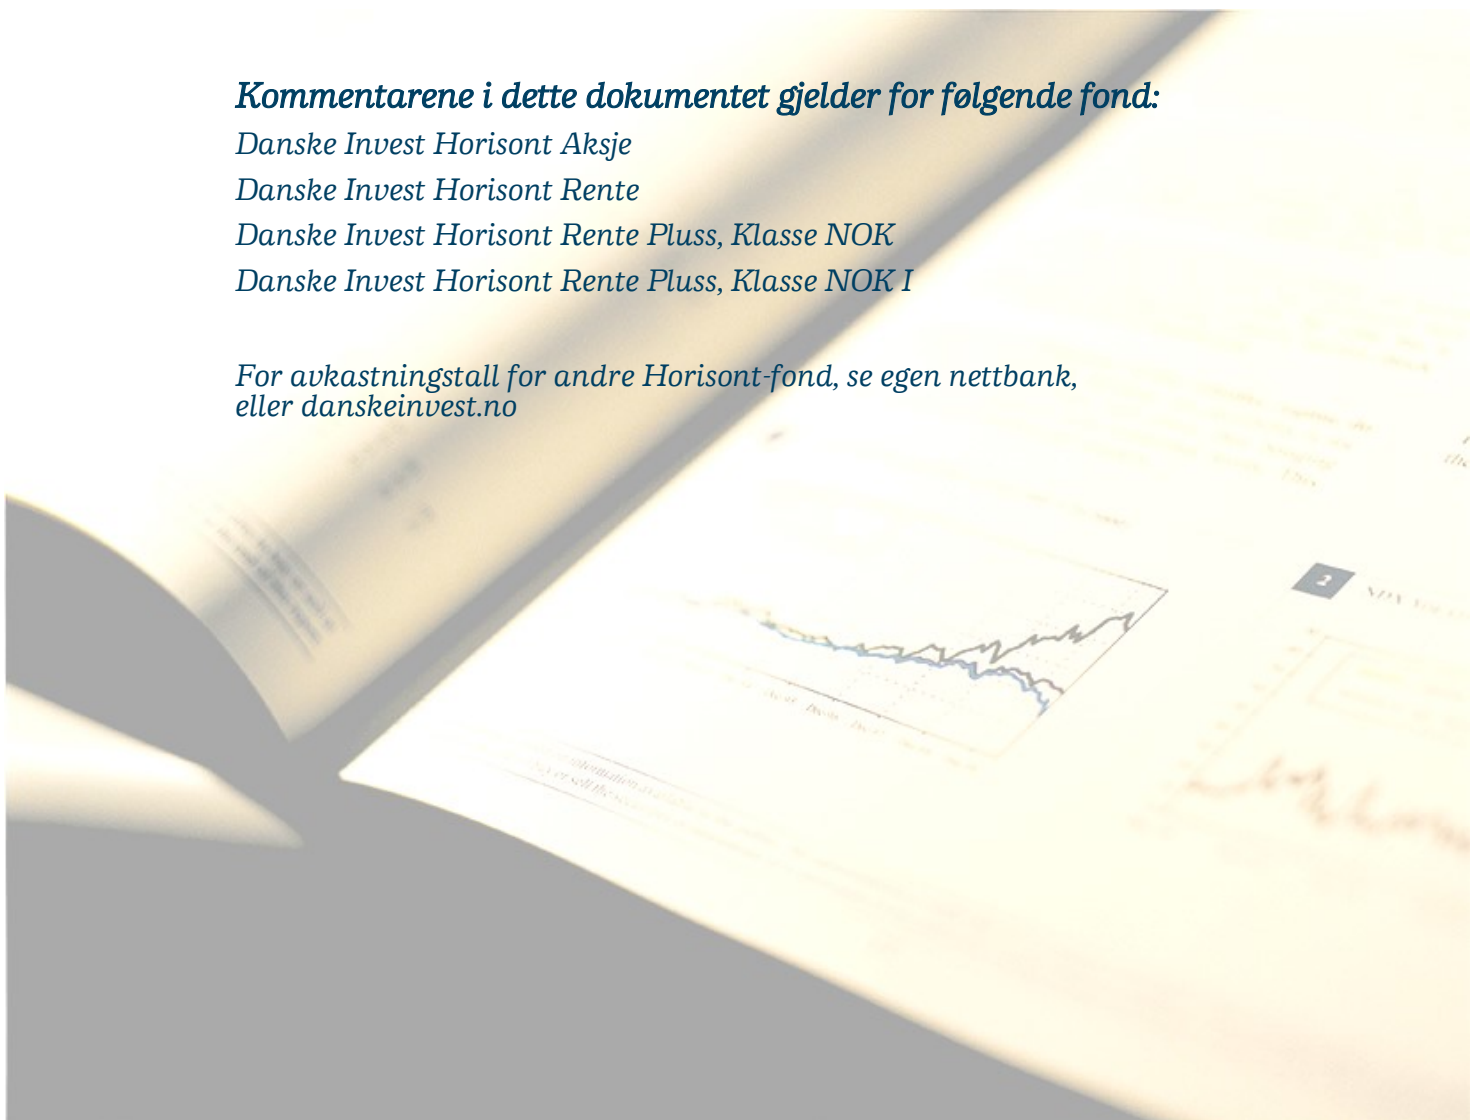 Kommentarene i dette dokumentet gjelder for følgende fond:
Danske Invest Horisont Aksje
Danske Invest Horisont Rente
Danske Invest Horisont Rente Pluss, Klasse NOK
Danske Invest Horisont Rente Pluss, Klasse NOK I
For avkastningstall for andre Horisont-fond, se egen nettbank,
eller danskeinvest.no
2